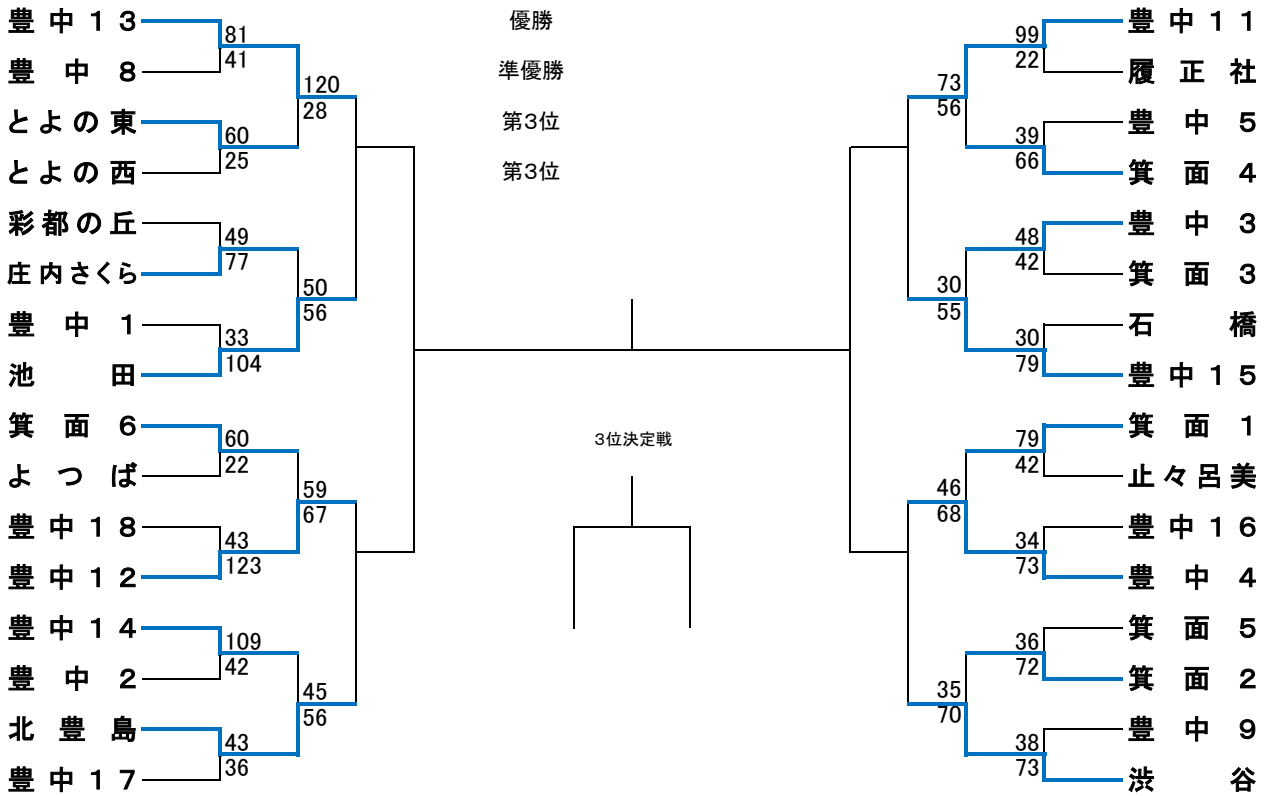 豊中１３
81
41
豊中８
120
28
とよの東
60
25
とよの西
彩都の丘
49
77
庄内さくら
50
56
豊中１
33
104
池田
箕面６
60
22
よつば
59
67
豊中１８
43
123
豊中１２
豊中１４
109
42
豊中２
45
56
北豊島
43
36
豊中１７
優勝
準優勝
第3位
第3位
3位決定戦
豊中１１
99
22
履正社
73
56
豊中５
39
66
箕面４
豊中３
48
42
箕面３
30
55
石橋
30
79
豊中１５
箕面１
79
42
止々呂美
46
68
豊中１６
34
73
豊中４
箕面５
36
72
箕面２
35
70
豊中９
38
73
渋谷